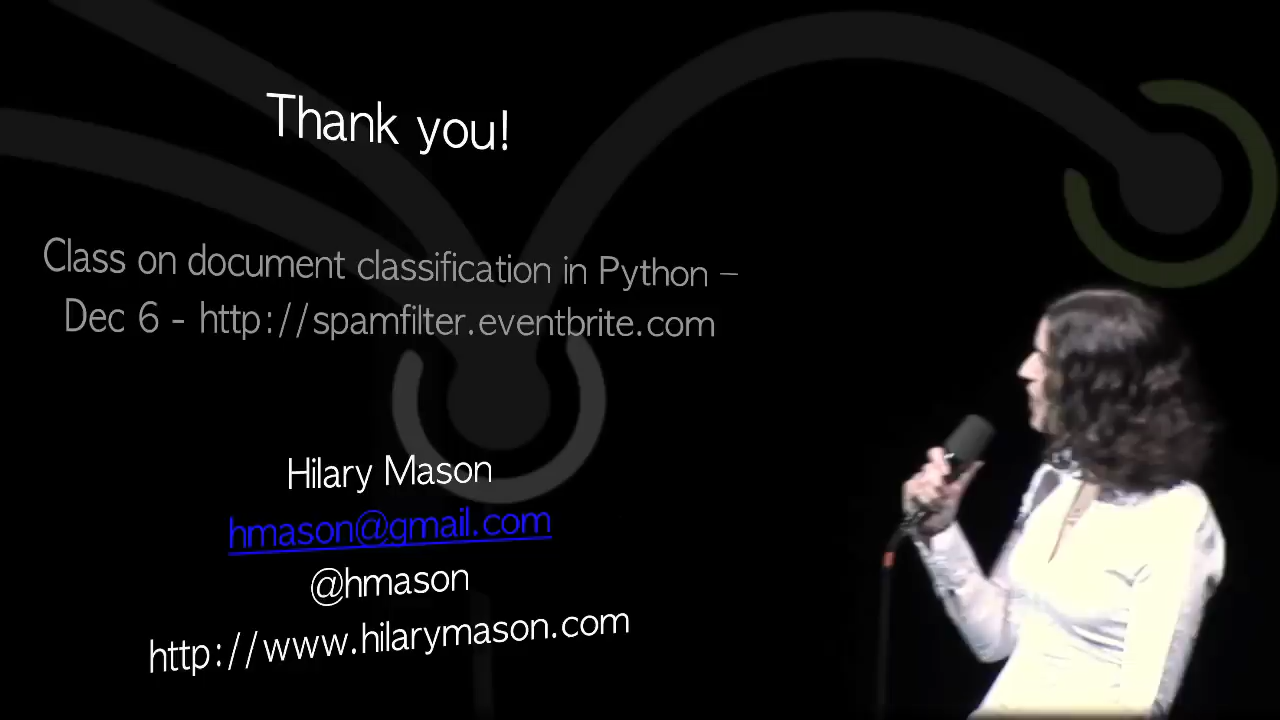 Thank you!
Class on document classification in Python –
Dec 6 - http://spamfilter.eventbrite.com
Hilary Mason
hmason@gmail.com
@hmason
http://www.hilarymason.com